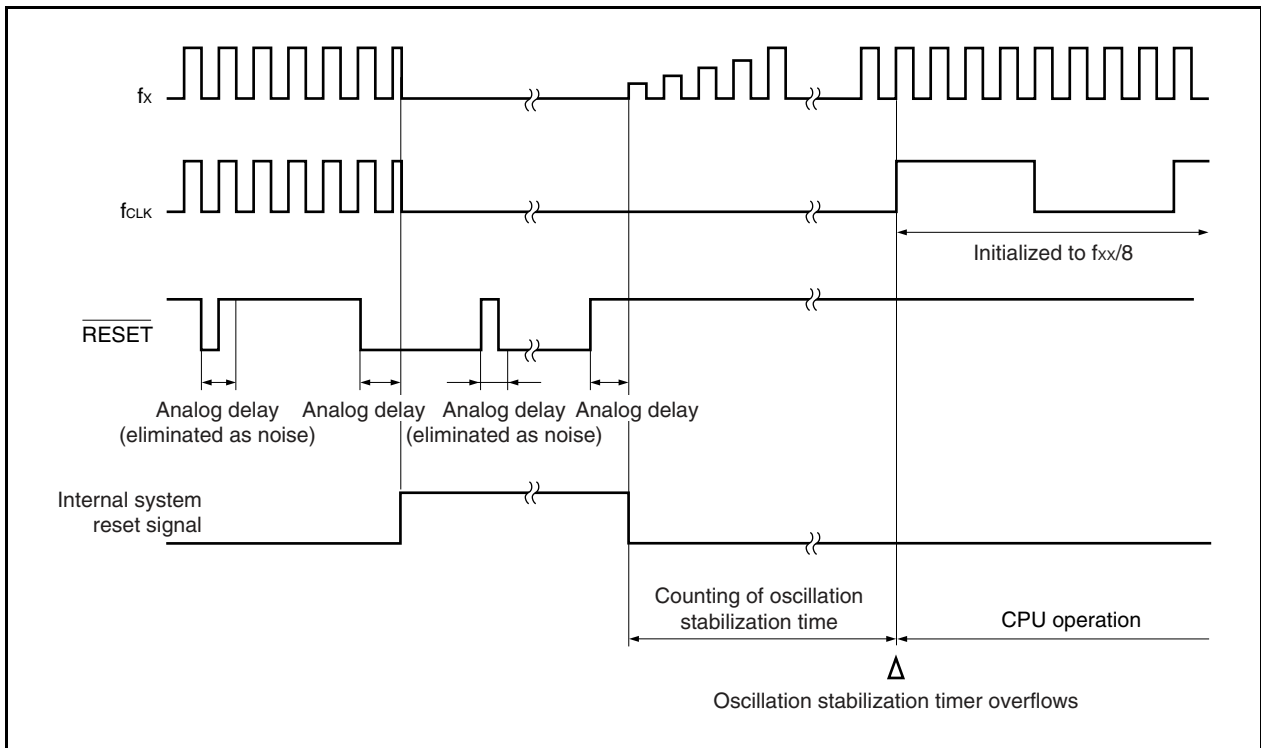 fX
fCLK
Initialized to fXX/8
RESET
Analog delay
(eliminated as noise)
Analog delay
Analog delay
(eliminated as noise)
Analog delay
Internal system
reset signal
Counting of oscillation
stabilization time
CPU operation
Oscillation stabilization timer overflows